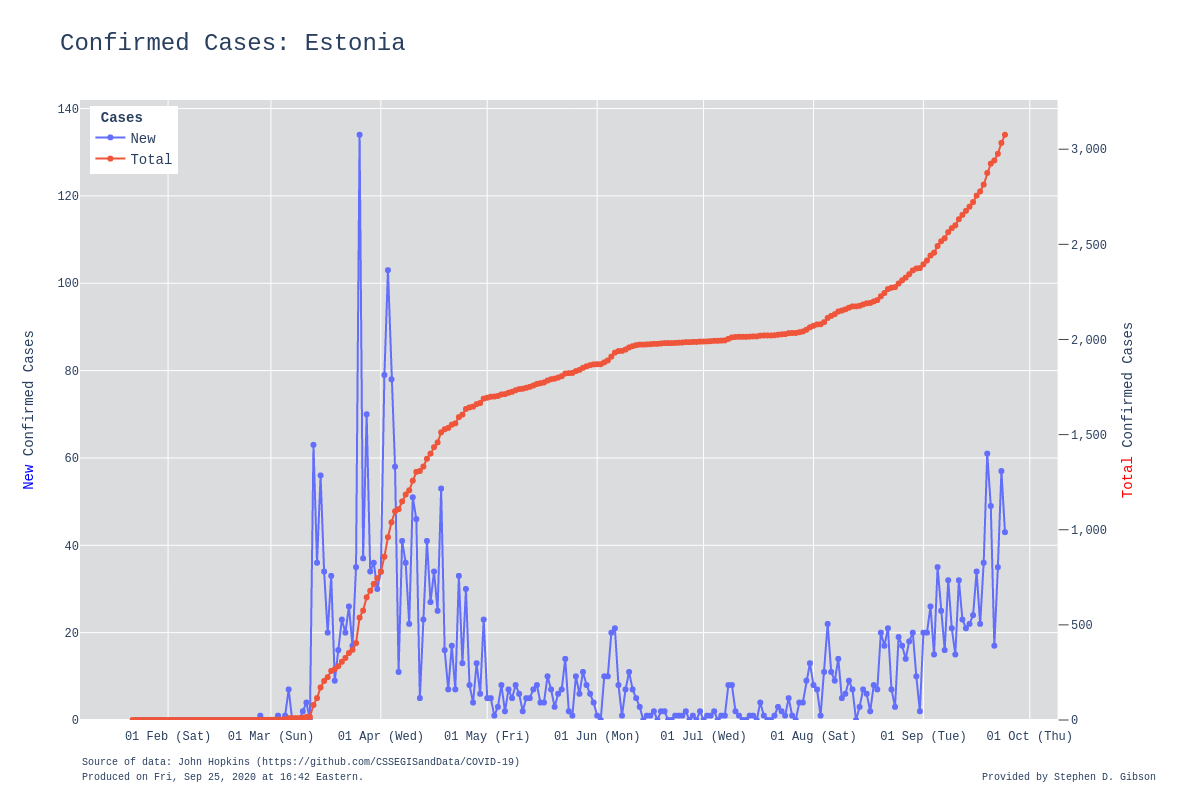 Confirmed Cases: Estonia
Cases
New
Total
140
120
100
80
60
40
20
0
3,000
2,500
2,000
1,500
1,000
500
0
New Confirmed Cases
Total Confirmed Cases
01 Feb (Sat) 01 Mar (Sun) 01 Apr (Wed) 01 May (Fri) 01 Jun (Mon) 01 Jul (Wed) 01 Aug (Sat) 01 Sep (Tue) 01 Oct (Thu)
Source of data: John Hopkins (https://github.com/CSSEGISandData/COVID-19)
Produced on Fri, Sep 25, 2020 at 16:42 Eastern.
Provided by Stephen D. Gibson